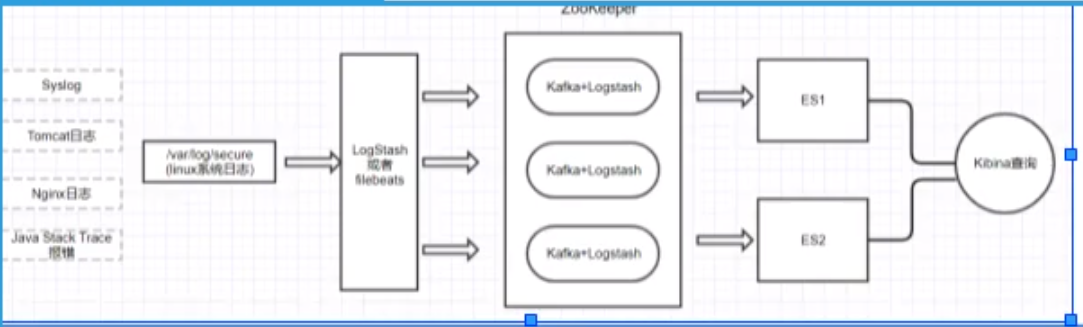 ZooKeeper
Syslog
Tomcat日志
Nginx日志
Java Stack Trace
报错
/var/log/secure
(linux系统日志)
LogStash
或者
filebeats
Kafka+Logstash
Kafka+Logstash
Kafka+Logstash
ES1
ES2
Kibina查询